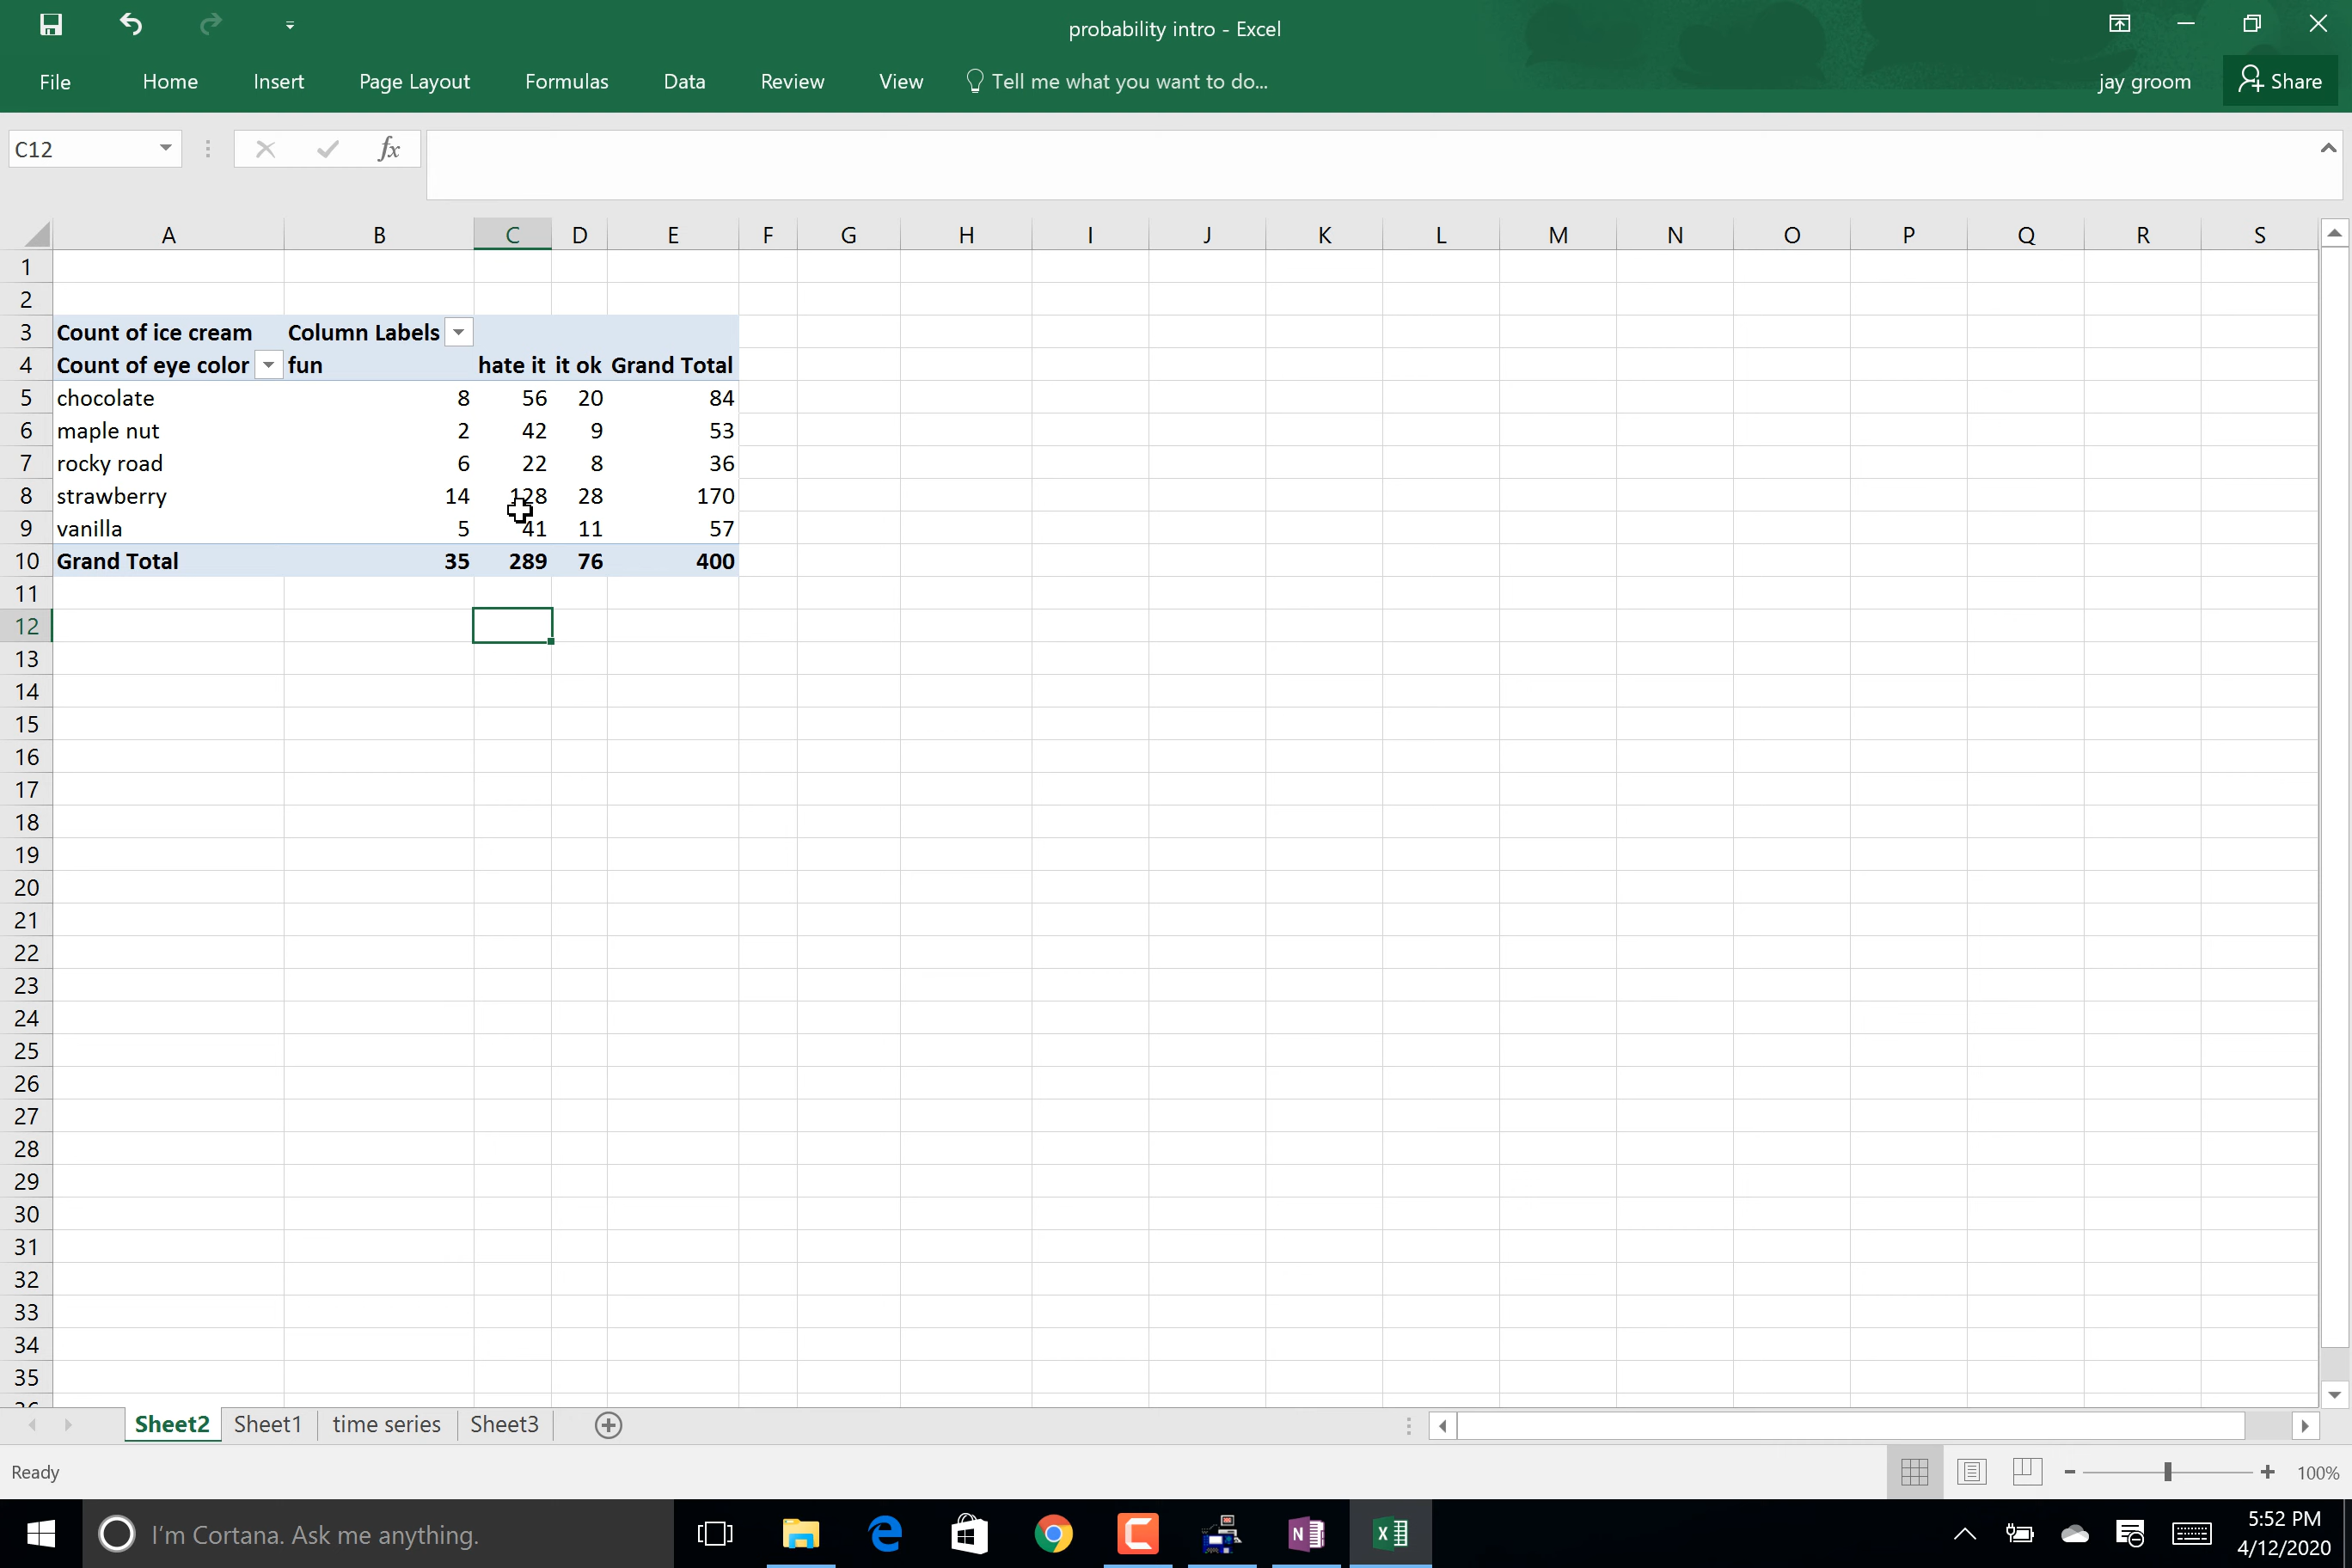 probability intro - Excel
File Home Insert Page Layout Formulas Data Review View Tell me what you want to do... jay groom Share
C12 fx
A B C D E F G H I J K L M N O P Q R S
1
2
3 Count of ice cream Column Labels
4 Count of eye color fun hate it it ok Grand Total
5 chocolate 8 56 20 84
6 maple nut 2 42 9 53
7 rocky road 6 22 8 36
8 strawberry 14 128 28 170
9 vanilla 5 41 11 57
10 Grand Total 35 289 76 400
11
12
13
14
15
16
17
18
19
20
21
22
23
24
25
26
27
28
29
30
31
32
33
34
35
Sheet2 Sheet1 time series Sheet3
Ready 100%
I'm Cortana. Ask me anything. 5:52 PM
4/12/2020